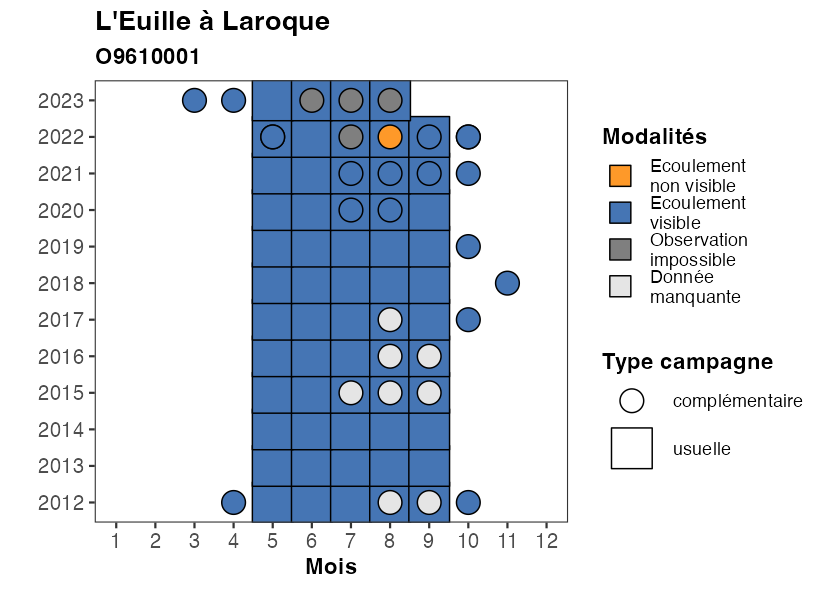 L'Euille à Laroque
O9610001
2023
2022
2021
2020
2019
2018
2017
2016
2015
2014
2013
2012
1 2 3 4 5 6 7 8 9 10 11 12
Mois
Modalités
Ecoulement
non visible
Ecoulement
visible
Observation
impossible
Donnée
manquante
Type campagne
complémentaire
usuelle